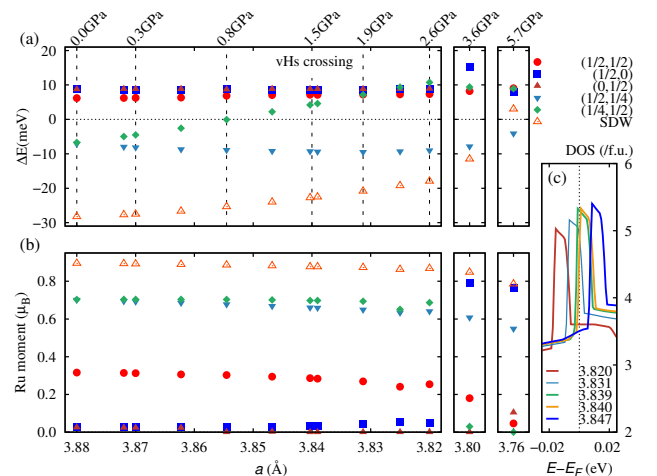 (a)
0.0GPa
0.3GPa
0.8GPa
1.5GPa
1.9GPa
2.6GPa
3.6GPa
5.7GPa
vHs crossing
20
10
0
−10
−20
−30
ΔE(meV)
(1/2,1/2)
(1/2,0)
(0,1/2)
(1/2,1/4)
(1/4,1/2)
SDW
(b)
0.8
0.6
0.4
0.2
0.0
Ru moment (μB)
3.88
3.87
3.86
3.85
3.84
3.83
3.82
3.80
3.76
a (Å)
DOS (/f.u.)
(c)
6
5
4
3
2
3.820
3.831
3.839
3.840
3.847
−0.02
0.02
E−EF (eV)